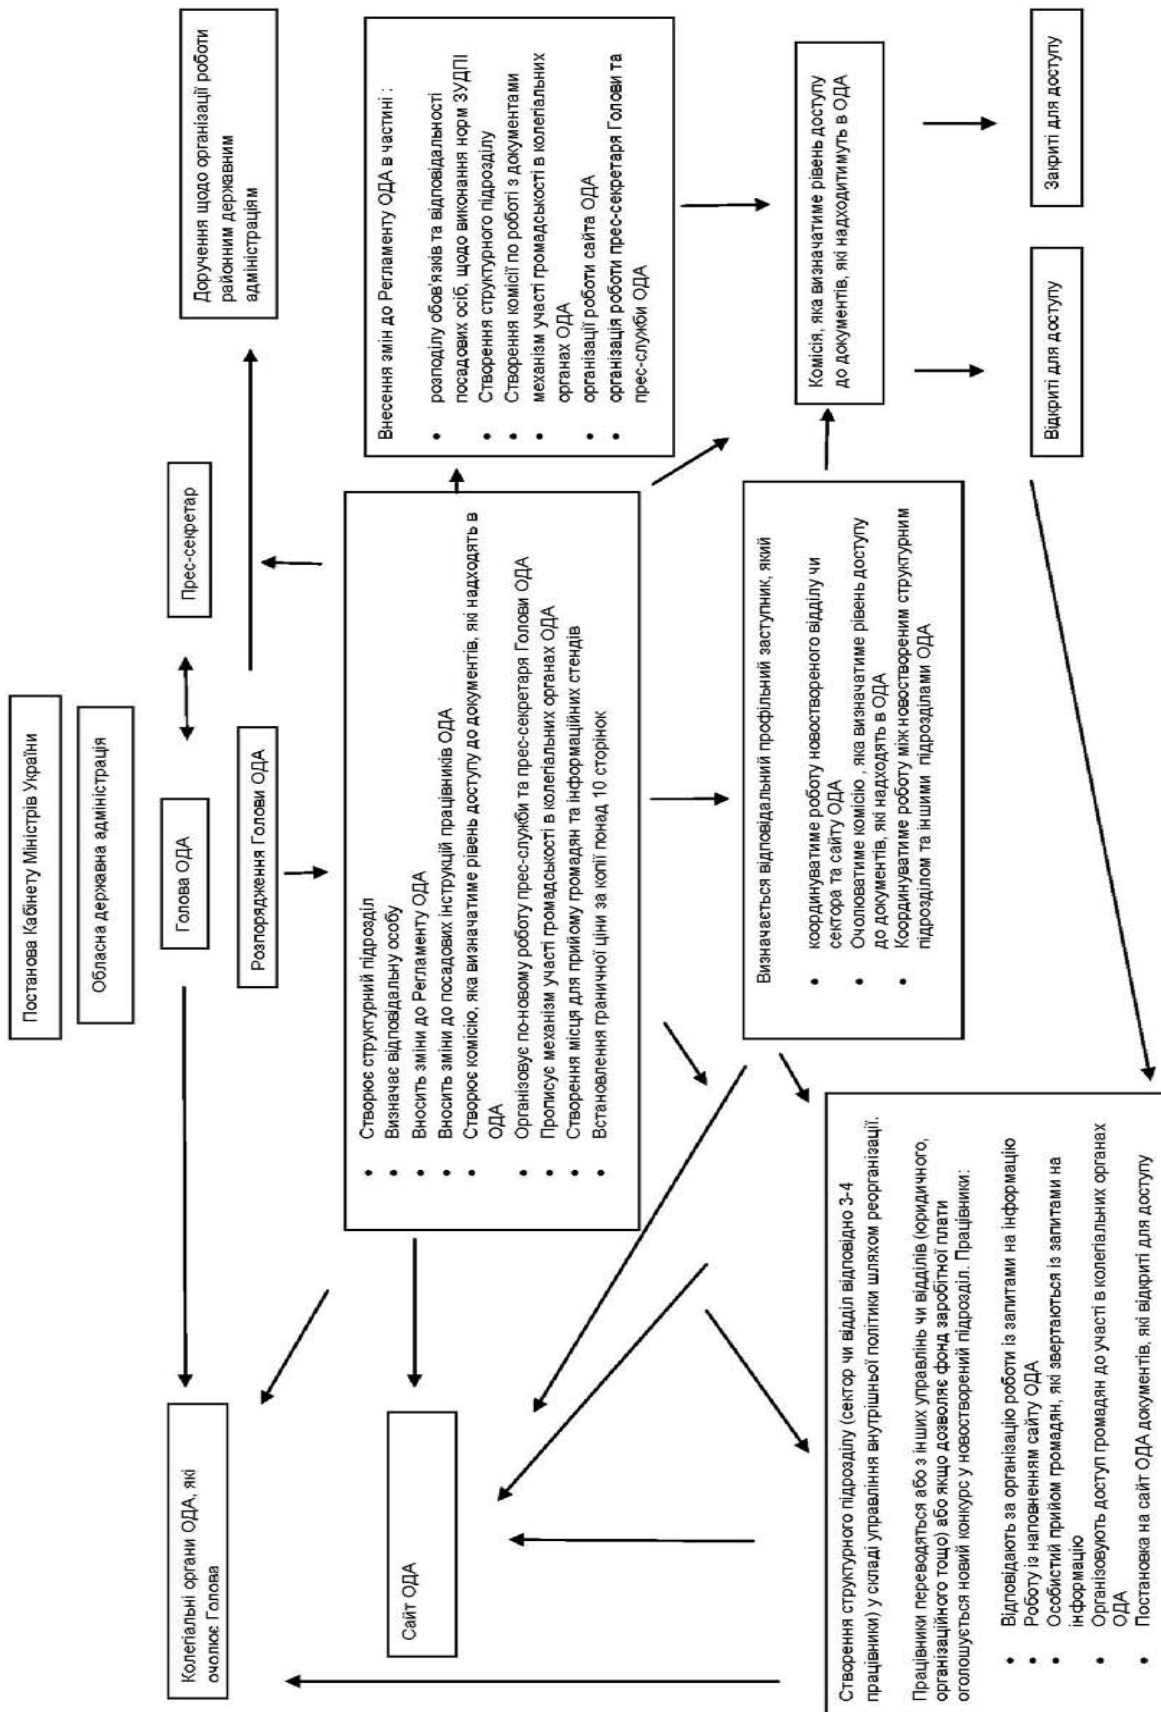 Постанова Кабінету Міністрів України
Обласна державна адміністрація
Голова ОДА
Прес-секретар
Розпорядження Голови ОДА
Доручення щодо організації роботи
районним державним
адміністраціям
Колегіальні органи ОДА, які
очолює Голова
• Створює структурний підрозділ
• Визначає відповідальну особу
• Вносить зміни до Регламенту ОДА
• Вносить зміни до посадових інструкцій працівників ОДА
• Створює комісію, яка визначатиме рівень доступу до документів, які надходять в
ОДА
• Організовує по-новому роботу прес-служби та прес-секретаря Голови ОДА
• Прописує механізм участі громадськості в колегіальних органах ОДА
• Створення місця для прийому громадян та інформаційних стендів
• Встановлення граничної ціни за копії понад 10 сторінок
Внесення змін до Регламенту ОДА в частині :
• розподілу обов'язків та відповідальності
посадових осіб, щодо виконання норм ЗУДПІ
• Створення структурного підрозділу
• Створення комісії по роботі з документами
• механізм участі громадськості в колегіальних
органах ОДА
• організації роботи сайта ОДА
• організація роботи прес-секретаря Голови та
прес-служби ОДА
Сайт ОДА
Визначається відповідальний профільний заступник, який
• координуватиме роботу новоствореного відділу чи
сектора та сайту ОДА
• Очолюватиме комісію , яка визначатиме рівень доступу
до документів, які надходять в ОДА
• Координуватиме роботу між новоствореним структурним
підрозділом та іншими підрозділами ОДА
Комісія, яка визначатиме рівень доступу
до документів, які надходитимуть в ОДА
Створення структурного підрозділу (сектор чи відділ відповідно 3-4
працівники) у складі управління внутрішньої політики шляхом реорганізації.
Працівники переводяться або з інших управлінь чи відділів (юридичного,
організаційного тощо) або якщо дозволяє фонд заробітної плати
оголошується новий конкурс у новостворений підрозділ. Працівники:
• Відповідають за організацію роботи із запитами на інформацію
• Роботу із наповненням сайту ОДА
• Особистий прийом громадян, які звертаються із запитами на
інформацію
• Організовують доступ громадян до участі в колегіальних органах
ОДА
• Постановка на сайт ОДА документів, які відкриті для доступу
Відкриті для доступу
Закриті для доступу